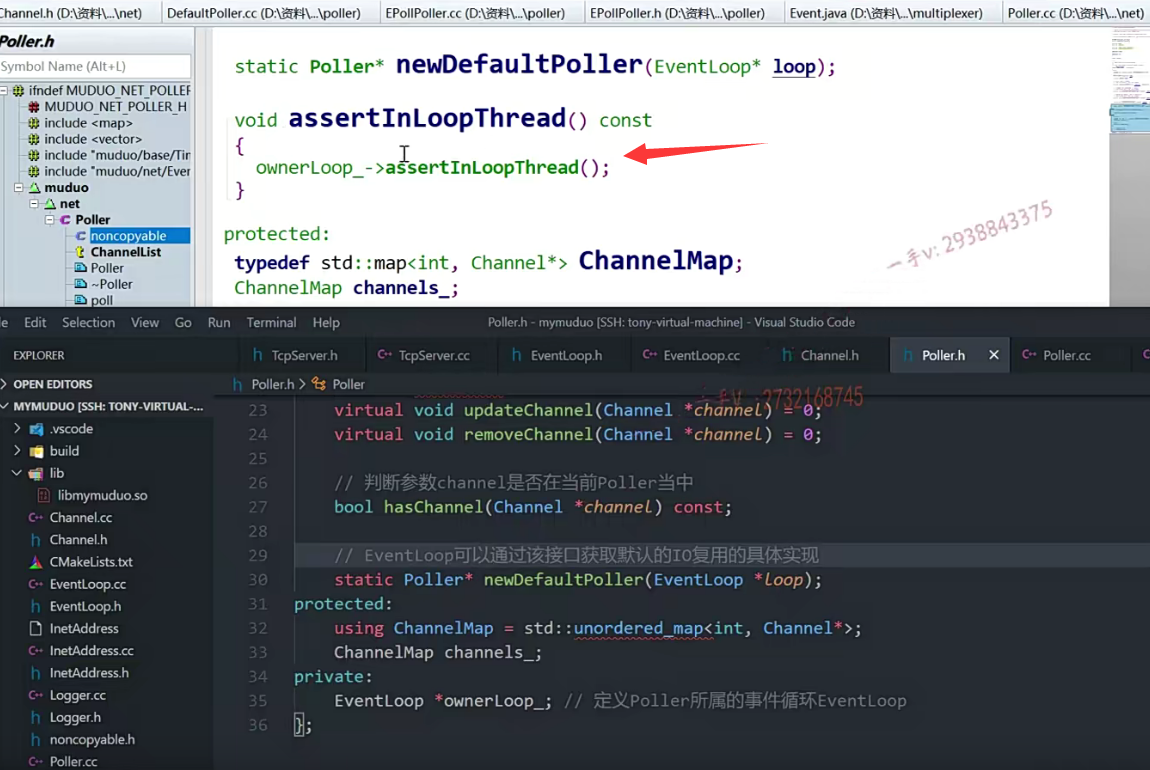 Channel.h (D:\资料\...\net)
DefaultPoller.cc (D:\资料\...\poller)
EPollPoller.cc (D:\资料\...\poller)
EPollPoller.h (D:\资料\...\poller)
Event.java (D:\资料\...\multiplexer)
Poller.cc (D:\资料\...\net)
Poller.h
Symbol Name (Alt+L)
ifndef MUDUO_NET_POLLER
MUDUO_NET_POLLER_H
include <map>
include <vector>
include "muduo/base/Tin
include "muduo/net/Ever
muduo
net
Poller
noncopyable
ChannelList
Poller
~Poller
poll
static Poller* newDefaultPoller(EventLoop* loop);
void assertInLoopThread() const
{
ownerLoop_->assertInLoopThread();
}
protected:
typedef std::map<int, Channel*> ChannelMap;
ChannelMap channels_;
一手v: 2938843375
Edit Selection View Go Run Terminal Help
Poller.h - mymuduo [SSH: tony-virtual-machine] - Visual Studio Code
EXPLORER
TcpServer.h
TcpServer.cc
EventLoop.h
EventLoop.cc
Channel.h
Poller.h
Poller.cc
OPEN EDITORS
MYMUDUO [SSH: TONY-VIRTUAL-...
.vscode
build
lib
libmymuduo.so
Channel.cc
Channel.h
CMakeLists.txt
EventLoop.cc
EventLoop.h
InetAddress
InetAddress.cc
InetAddress.h
Logger.cc
Logger.h
noncopyable.h
Poller.cc
Poller.h > Poller
一手V :2732168745
23 virtual void updateChannel(Channel *channel) = 0;
24 virtual void removeChannel(Channel *channel) = 0;
25
26 // 判断参数channel是否在当前Poller当中
27 bool hasChannel(Channel *channel) const;
28
29 // EventLoop可以通过该接口获取默认的IO复用的具体实现
30 static Poller* newDefaultPoller(EventLoop *loop);
31 protected:
32 using ChannelMap = std::unordered_map<int, Channel*>;
33 ChannelMap channels_;
34 private:
35 EventLoop *ownerLoop_; // 定义Poller所属的事件循环EventLoop
36 };